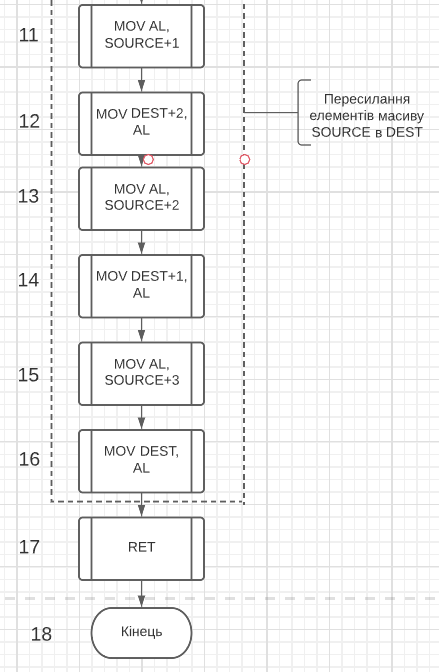 11
MOV AL,
SOURCE+1
12
MOV DEST+2,
AL
Пересилання
елементів масиву
SOURCE в DEST
13
MOV AL,
SOURCE+2
14
MOV DEST+1,
AL
15
MOV AL,
SOURCE+3
16
MOV DEST,
AL
17
RET
18
Кінець